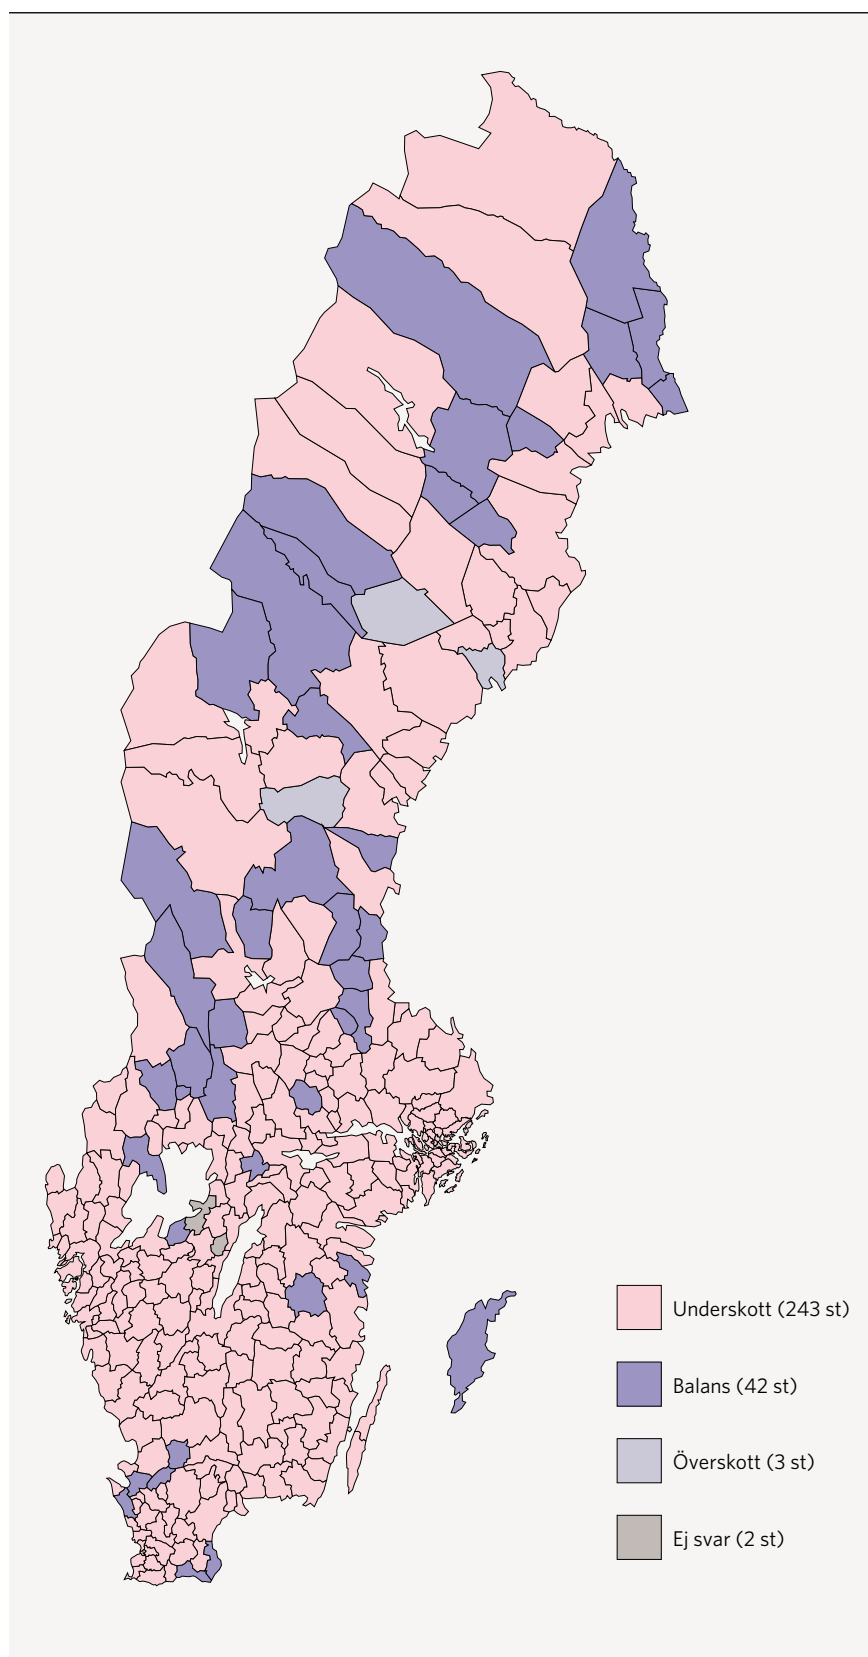 Underskott (243 st)
Balans (42 st)
Överskott (3 st)
Ej svar (2 st)